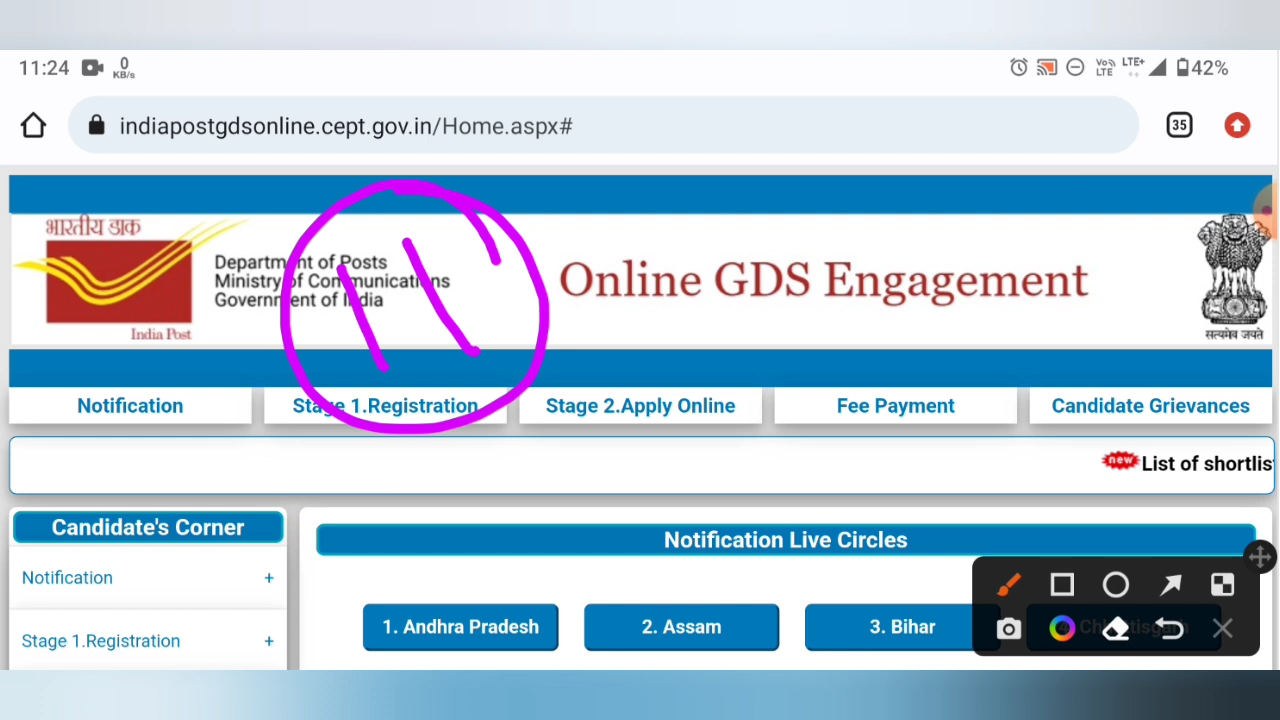 11:24 0 KB/s VoLTE LTE+ 42%
indiapostgdsonline.cept.gov.in/Home.aspx# 35
भारतीय डाक
India Post
Department of Posts
Ministry of Communications
Government of India
Online GDS Engagement
सत्यमेव जयते
Notification Stage 1.Registration Stage 2.Apply Online Fee Payment Candidate Grievances
new List of shortlis
Candidate's Corner
Notification +
Stage 1.Registration +
Notification Live Circles
1. Andhra Pradesh 2. Assam 3. Bihar 4. Chhattisgarh